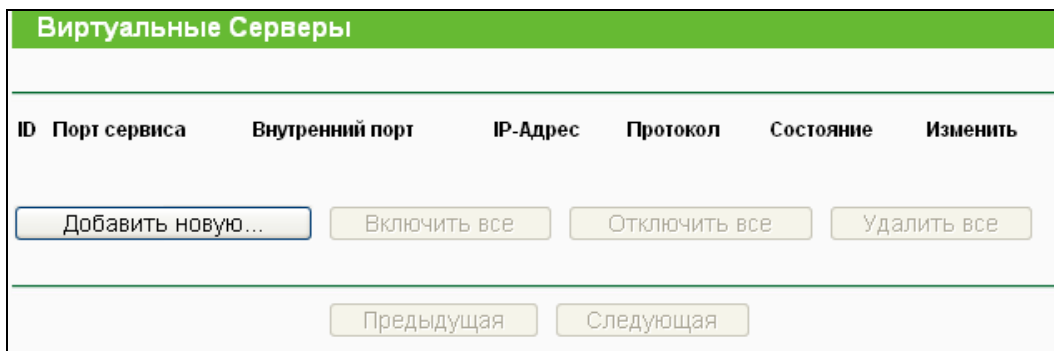 Виртуальные Серверы
ID Порт сервиса Внутренний порт IP-Адрес Протокол Состояние Изменить
Добавить новую... Включить все Отключить все Удалить все
Предыдущая Следующая